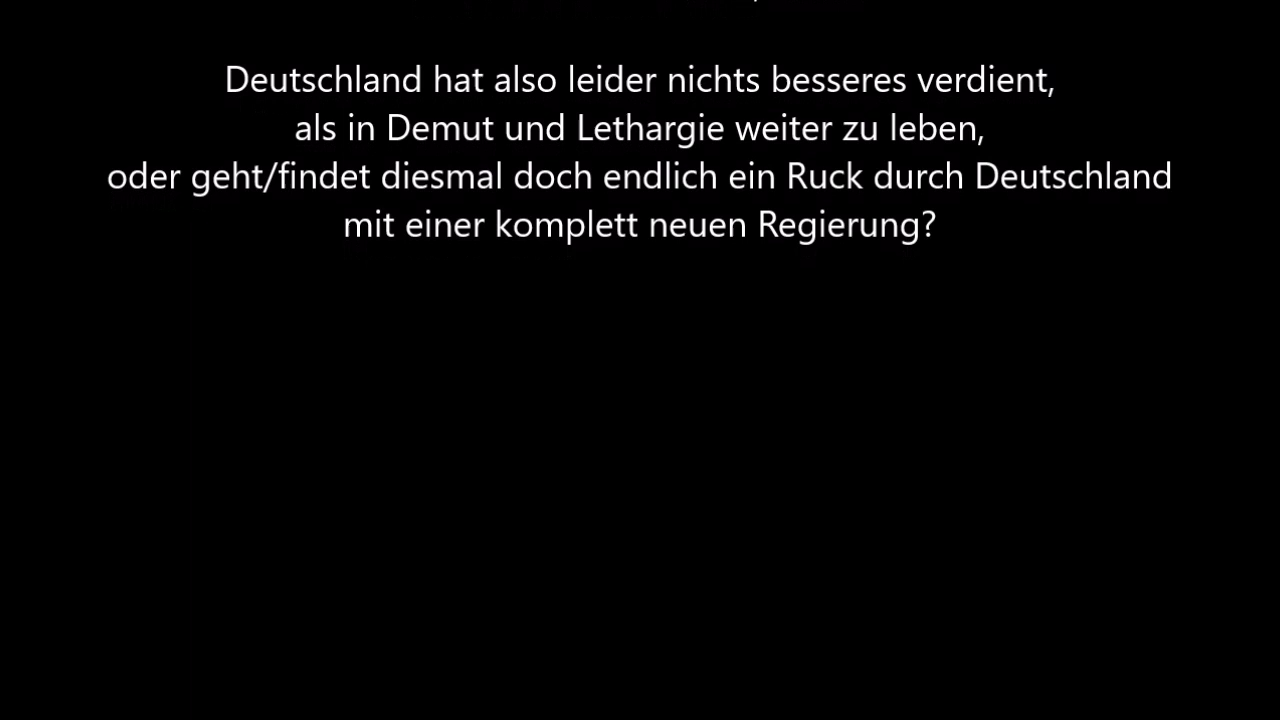 Deutschland hat also leider nichts besseres verdient,
als in Demut und Lethargie weiter zu leben,
oder geht/findet diesmal doch endlich ein Ruck durch Deutschland
mit einer komplett neuen Regierung?